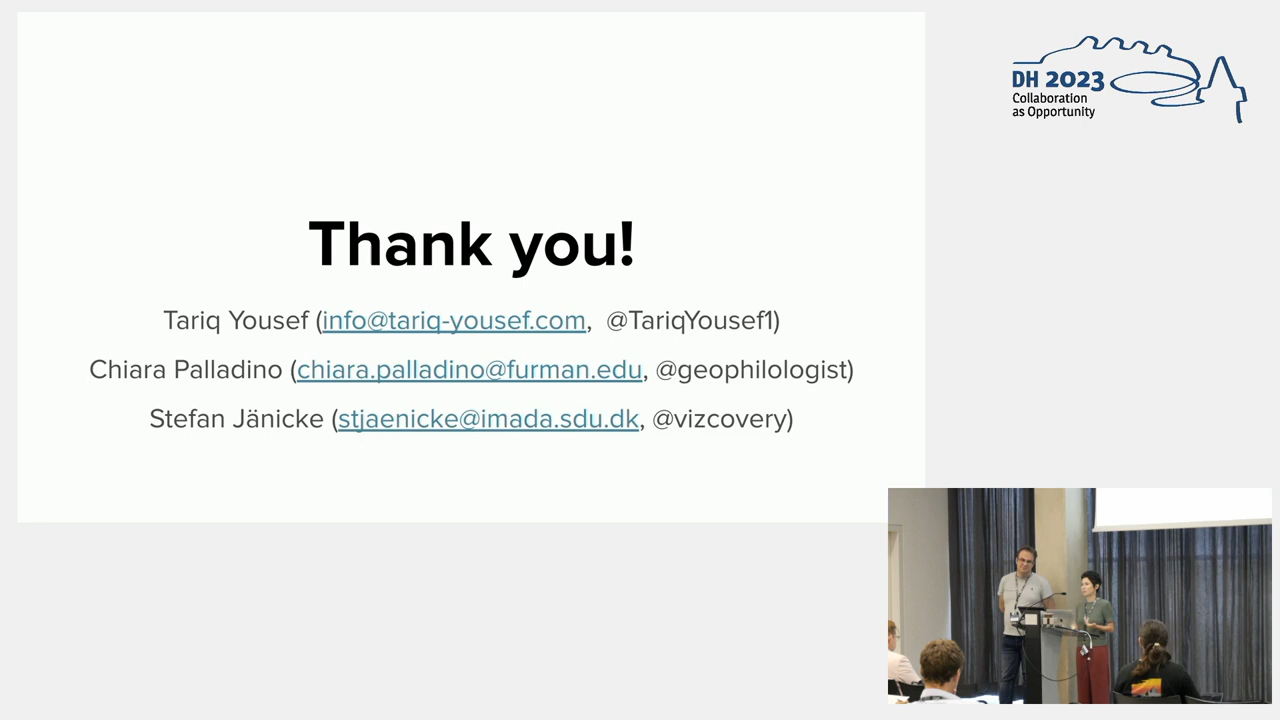 Thank you!
Tariq Yousef (info@tariq-yousef.com, @TariqYousef1)
Chiara Palladino (chiara.palladino@furman.edu, @geophilologist)
Stefan Jänicke (stjaenicke@imada.sdu.dk, @vizcovery)
DH 2023
Collaboration
as Opportunity